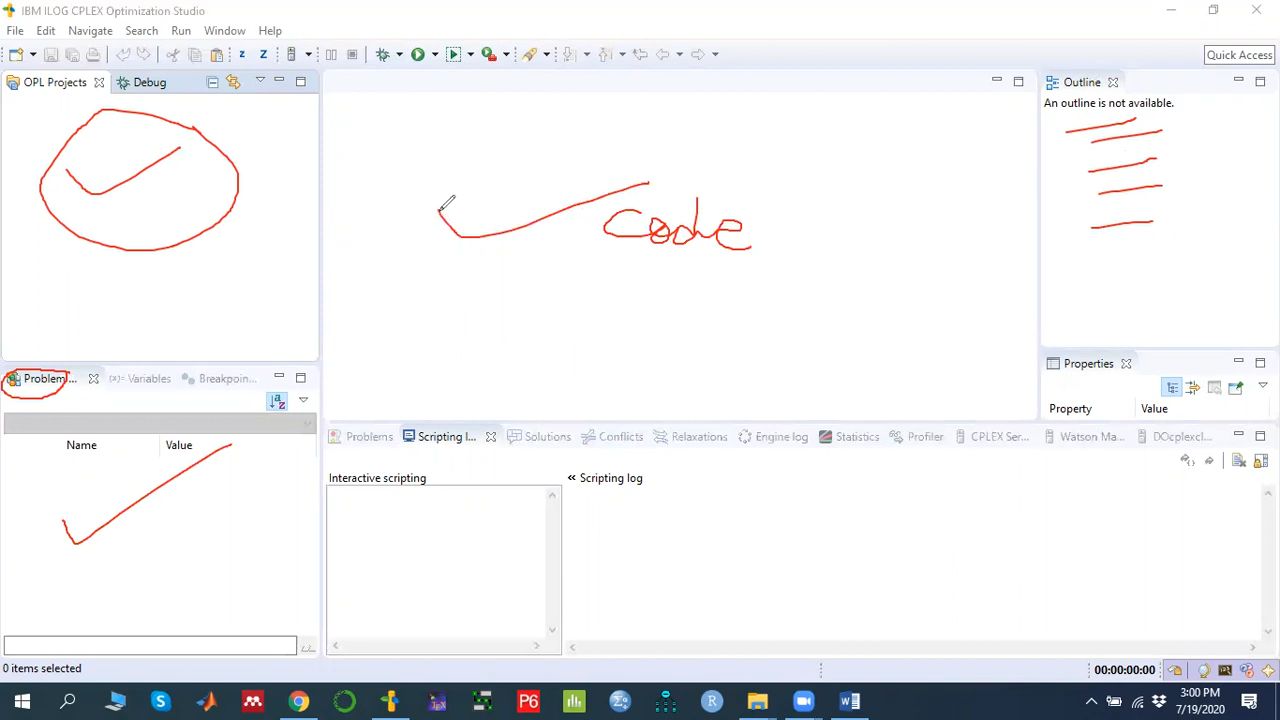 IBM ILOG CPLEX Optimization Studio
File Edit Navigate Search Run Window Help
Quick Access
OPL Projects Debug
Outline
An outline is not available.
Code
Problem... (x)= Variables Breakpoin...
Name Value
0 items selected
Properties
Property Value
Problems Scripting l... Solutions Conflicts Relaxations Engine log Statistics Profiler CPLEX Ser... Watson Ma... DOcplexcl...
Interactive scripting
« Scripting log
00:00:00:00
P6 R
3:00 PM
7/19/2020